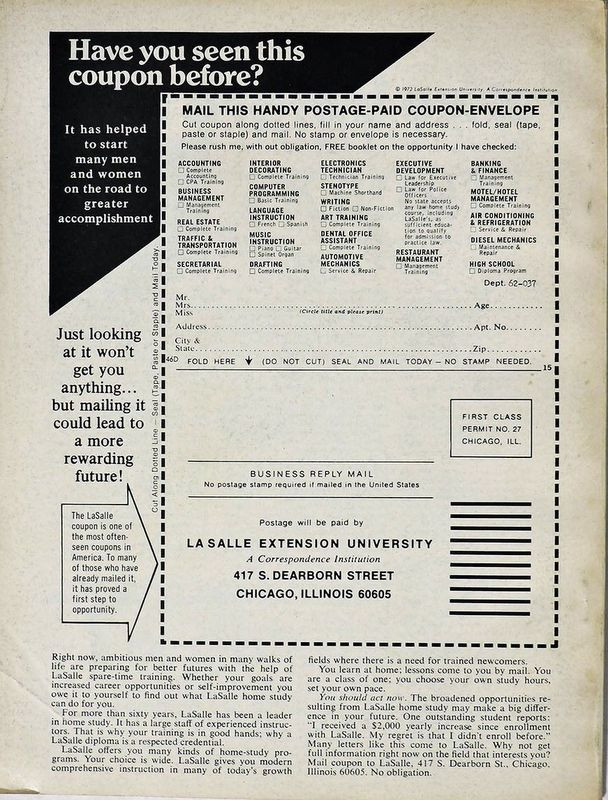 Have you seen this
coupon before?
It has helped
to start
many men
and women
on the road to
greater
accomplishment
© 1972 LaSalle Extension University A Correspondence Institution
MAIL THIS HANDY POSTAGE-PAID COUPON-ENVELOPE
Cut coupon along dotted lines, fill in your name and address . . . fold, seal (tape,
paste or staple) and mail. No stamp or envelope is necessary.
Please rush me, with out obligation, FREE booklet on the opportunity I have checked:
ACCOUNTING
☐ Complete
Accounting
☐ CPA Training
BUSINESS
MANAGEMENT
☐ Management
Training
REAL ESTATE
☐ Complete Training
TRAFFIC &
TRANSPORTATION
☐ Complete Training
SECRETARIAL
☐ Complete Training
INTERIOR
DECORATING
☐ Complete Training
COMPUTER
PROGRAMMING
☐ Basic Training
LANGUAGE
INSTRUCTION
☐ French ☐ Spanish
MUSIC
INSTRUCTION
☐ Piano ☐ Guitar
☐ Spinet Organ
DRAFTING
☐ Complete Training
ELECTRONICS
TECHNICIAN
☐ Technician Training
STENOTYPE
☐ Machine Shorthand
WRITING
☐ Fiction ☐ Non-Fiction
ART TRAINING
☐ Complete Training
DENTAL OFFICE
ASSISTANT
☐ Complete Training
AUTOMOTIVE
MECHANICS
☐ Service & Repair
EXECUTIVE
DEVELOPMENT
☐ Law for Executive
Leadership
☐ Law for Police
Officers
No state accepts
any law home study
course, including
LaSalle's, as
sufficient educa-
tion to qualify
for admission to
practice law.
RESTAURANT
MANAGEMENT
☐ Management
Training
BANKING
& FINANCE
☐ Management
Training
MOTEL/HOTEL
MANAGEMENT
☐ Complete Training
AIR CONDITIONING
& REFRIGERATION
☐ Service & Repair
DIESEL MECHANICS
☐ Maintenance &
Repair
HIGH SCHOOL
☐ Diploma Program
Dept. 62-037
Mr.
Mrs. Age
Miss (Circle title and please print)
Address Apt. No.
City &
State Zip
46D FOLD HERE (DO NOT CUT) SEAL AND MAIL TODAY – NO STAMP NEEDED. 15
Cut Along Dotted Line – Seal (Tape, Paste or Staple) and Mail Today.
Just looking
at it won't
get you
anything...
but mailing it
could lead to
a more
rewarding
future!
The LaSalle
coupon is one of
the most often-
seen coupons in
America. To many
of those who have
already mailed it,
it has proved a
first step to
opportunity.
FIRST CLASS
PERMIT NO. 27
CHICAGO, ILL.
BUSINESS REPLY MAIL
No postage stamp required if mailed in the United States
Postage will be paid by
LA SALLE EXTENSION UNIVERSITY
A Correspondence Institution
417 S. DEARBORN STREET
CHICAGO, ILLINOIS 60605
Right now, ambitious men and women in many walks of
life are preparing for better futures with the help of
LaSalle spare-time training. Whether your goals are
increased career opportunities or self-improvement you
owe it to yourself to find out what LaSalle home study
can do for you.
For more than sixty years, LaSalle has been a leader
in home study. It has a large staff of experienced instruc-
tors. That is why your training is in good hands; why a
LaSalle diploma is a respected credential.
LaSalle offers you many kinds of home-study pro-
grams. Your choice is wide. LaSalle gives you modern
comprehensive instruction in many of today's growth
fields where there is a need for trained newcomers.
You learn at home; lessons come to you by mail. You
are a class of one; you choose your own study hours,
set your own pace.
You should act now. The broadened opportunities re-
sulting from LaSalle home study may make a big differ-
ence in your future. One outstanding student reports:
"I received a $2,000 yearly increase since enrollment
with LaSalle. My regret is that I didn't enroll before."
Many letters like this come to LaSalle. Why not get
full information right now on the field that interests you?
Mail coupon to LaSalle, 417 S. Dearborn St., Chicago,
Illinois 60605. No obligation.